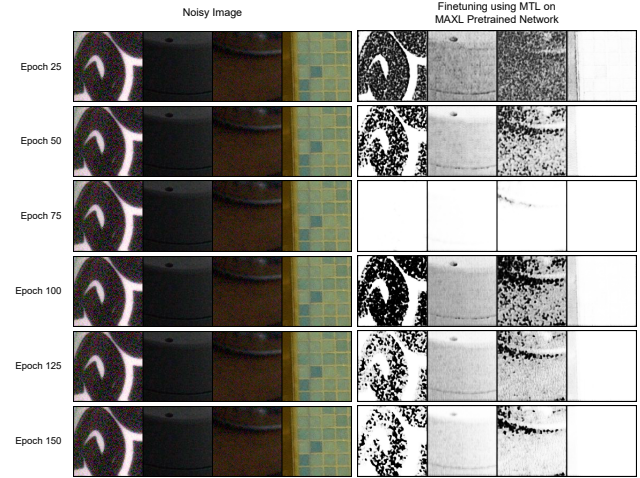 Noisy Image
Finetuning using MTL on
MAXL Pretrained Network
Epoch 25
Epoch 50
Epoch 75
Epoch 100
Epoch 125
Epoch 150